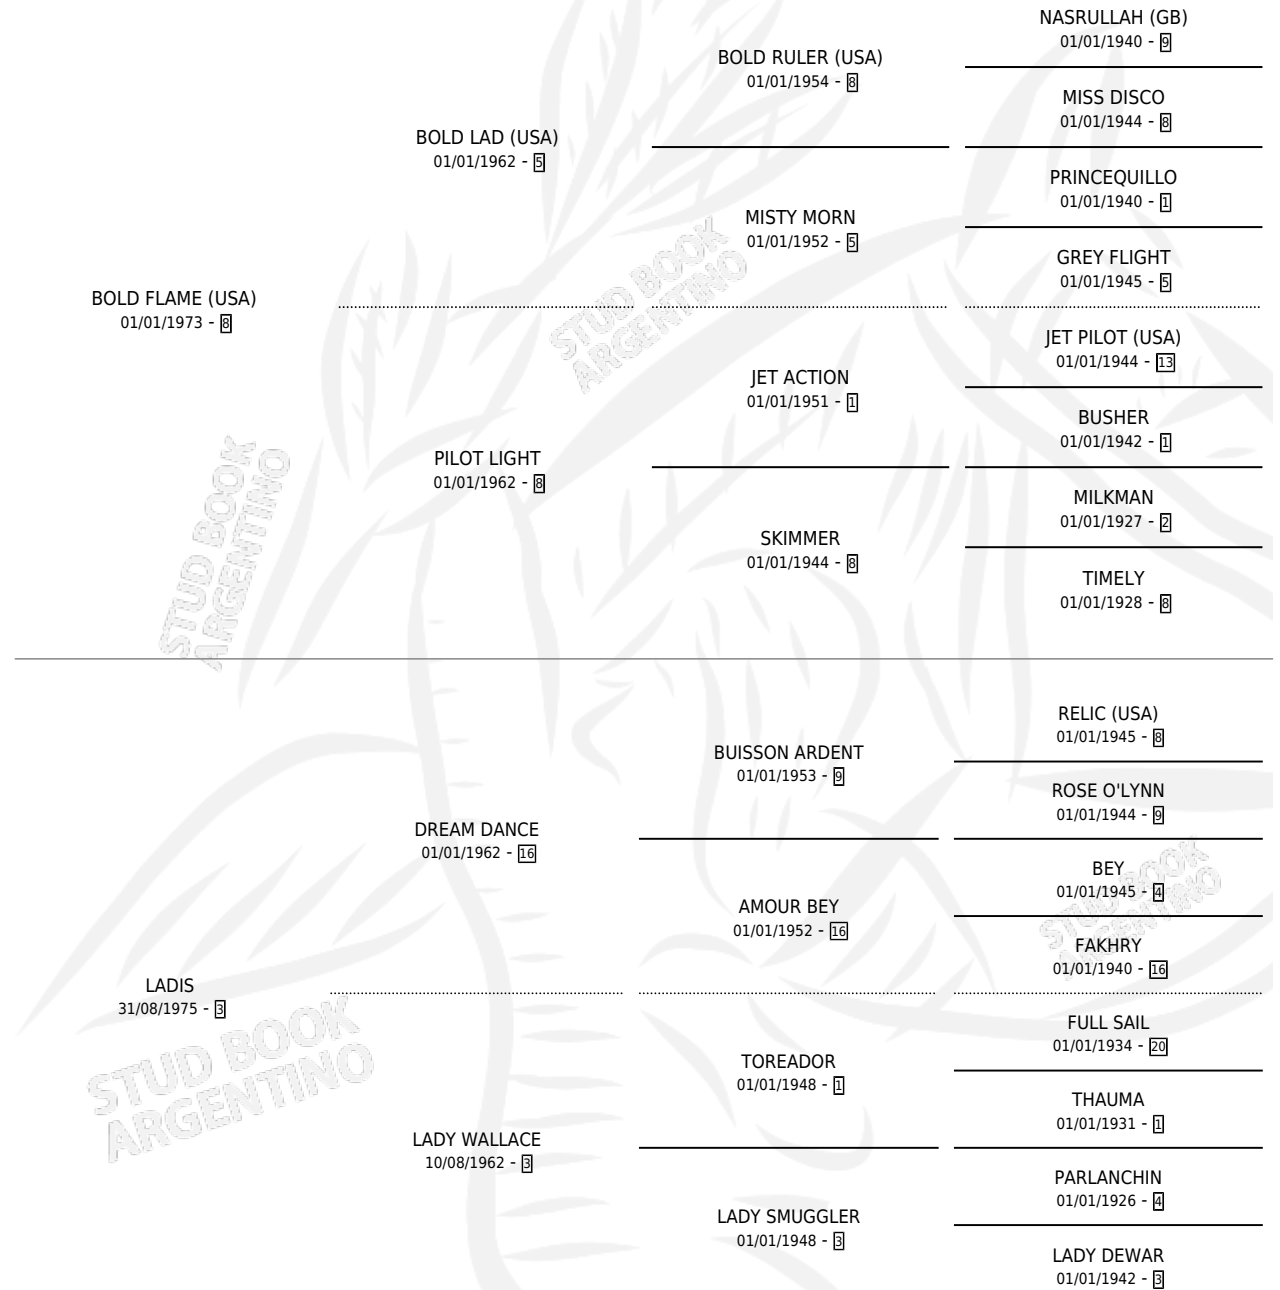 NASRULLAH (GB)
01/01/1940 - 9
BOLD RULER (USA)
01/01/1954 - 8
MISS DISCO
01/01/1944 - 8
BOLD LAD (USA)
01/01/1962 - 5
PRINCEQUILLO
01/01/1940 - 1
MISTY MORN
01/01/1952 - 5
GREY FLIGHT
01/01/1945 - 5
BOLD FLAME (USA)
01/01/1973 - 8
JET PILOT (USA)
01/01/1944 - 13
JET ACTION
01/01/1951 - 1
BUSHER
01/01/1942 - 1
PILOT LIGHT
01/01/1962 - 8
MILKMAN
01/01/1927 - 2
SKIMMER
01/01/1944 - 8
TIMELY
01/01/1928 - 8
STUD BOOK
ARGENTINO
STUD BOOK
ARGENTINO
RELIC (USA)
01/01/1945 - 8
BUISSON ARDENT
01/01/1953 - 9
ROSE O'LYNN
01/01/1944 - 9
DREAM DANCE
01/01/1962 - 16
BEY
01/01/1945 - 4
AMOUR BEY
01/01/1952 - 16
FAKHRY
01/01/1940 - 16
LADIS
31/08/1975 - 3
FULL SAIL
01/01/1934 - 20
TOREADOR
01/01/1948 - 1
THAUMA
01/01/1931 - 1
LADY WALLACE
10/08/1962 - 3
PARLANCHIN
01/01/1926 - 4
LADY SMUGGLER
01/01/1948 - 3
LADY DEWAR
01/01/1942 - 3
STUD BOOK
ARGENTINO
STUD BOOK
ARGENTINO